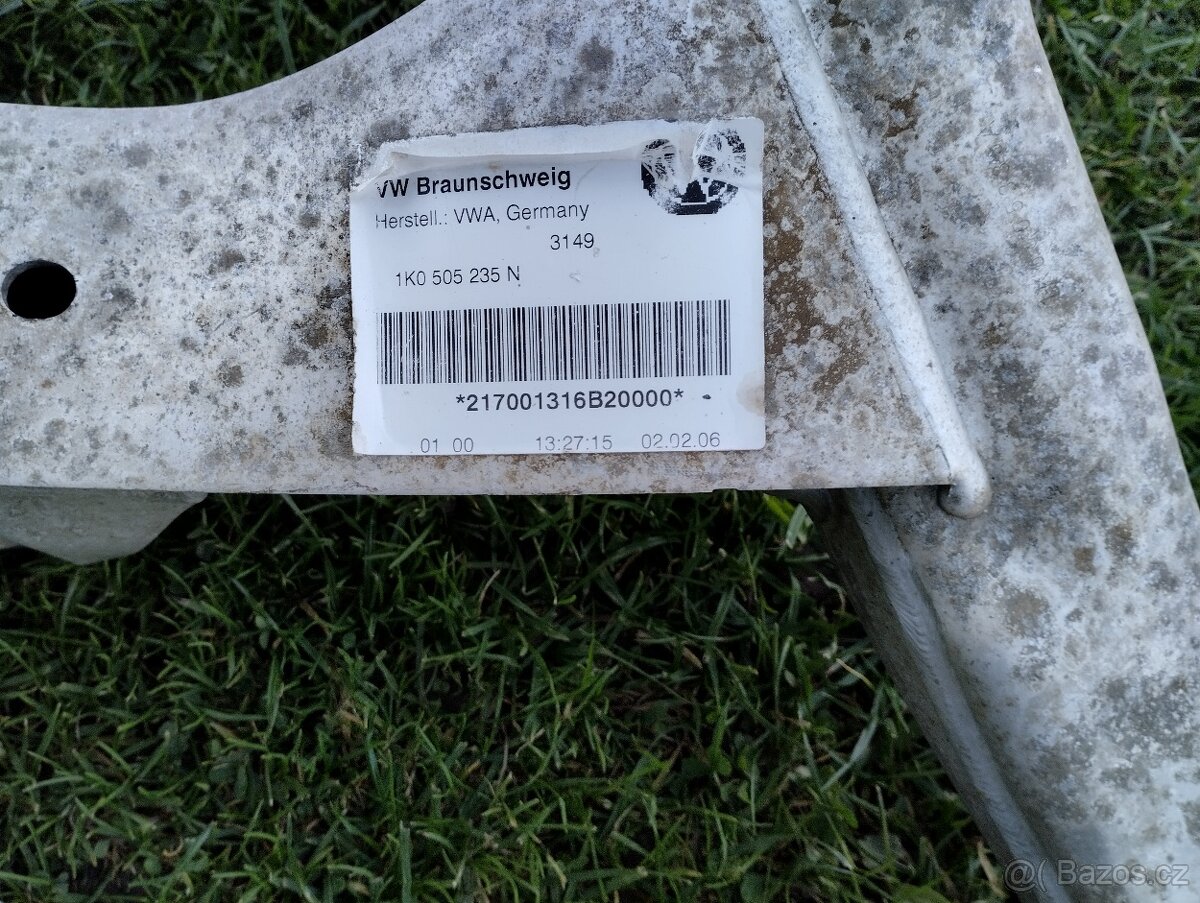 VW Braunschweig
Herstell.: VWA, Germany
3149
1K0 505 235 N
*217001316B20000*
01 00 13:27:15 02.02.06
@( Bazos.cz